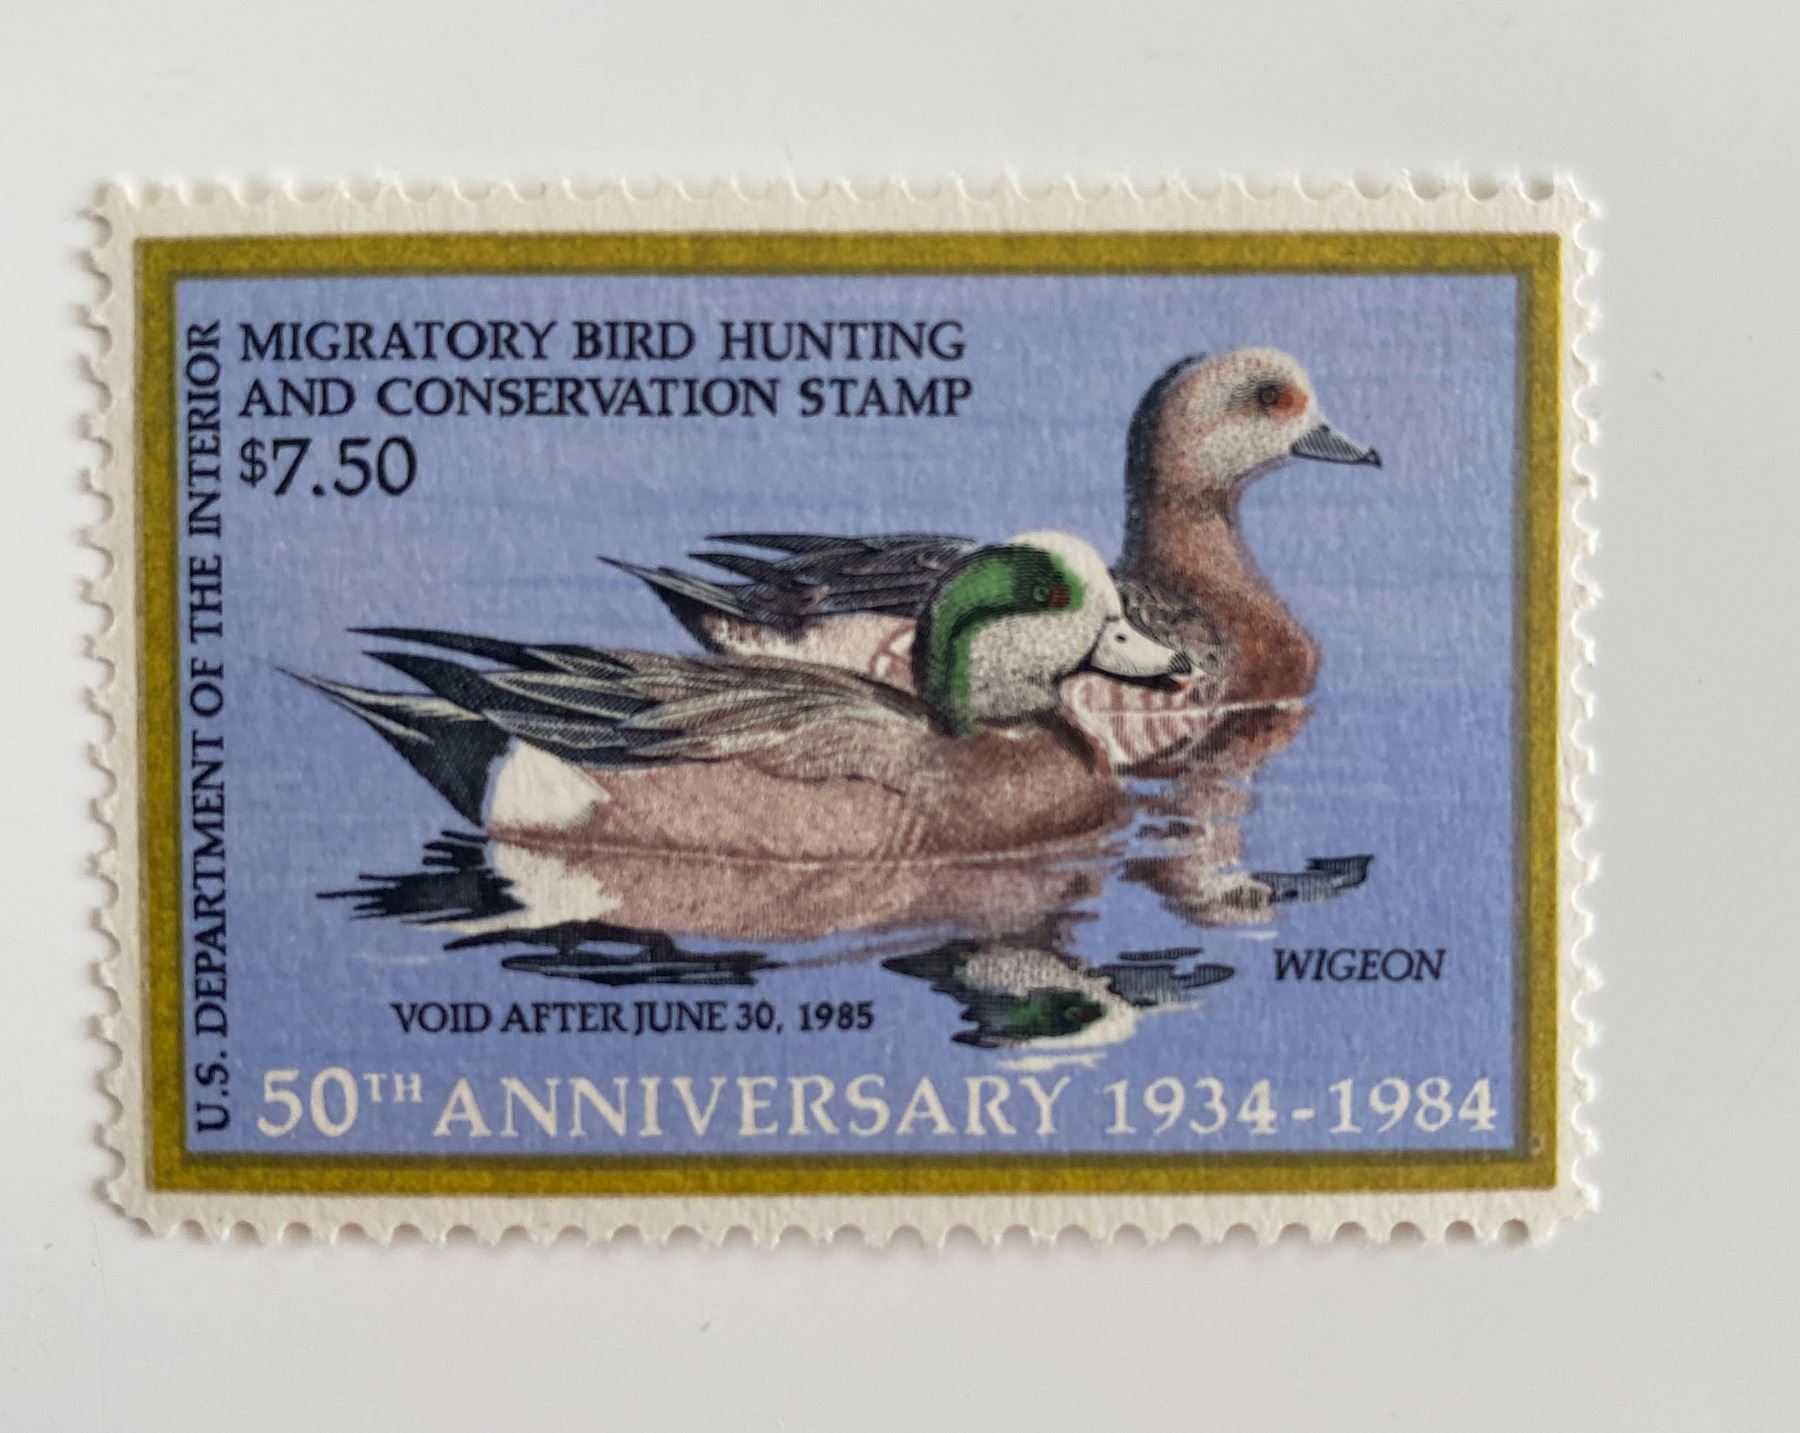 U.S. DEPARTMENT OF THE INTERIOR
MIGRATORY BIRD HUNTING
AND CONSERVATION STAMP
$7.50
WIGEON
VOID AFTER JUNE 30, 1985
50TH ANNIVERSARY 1934-1984